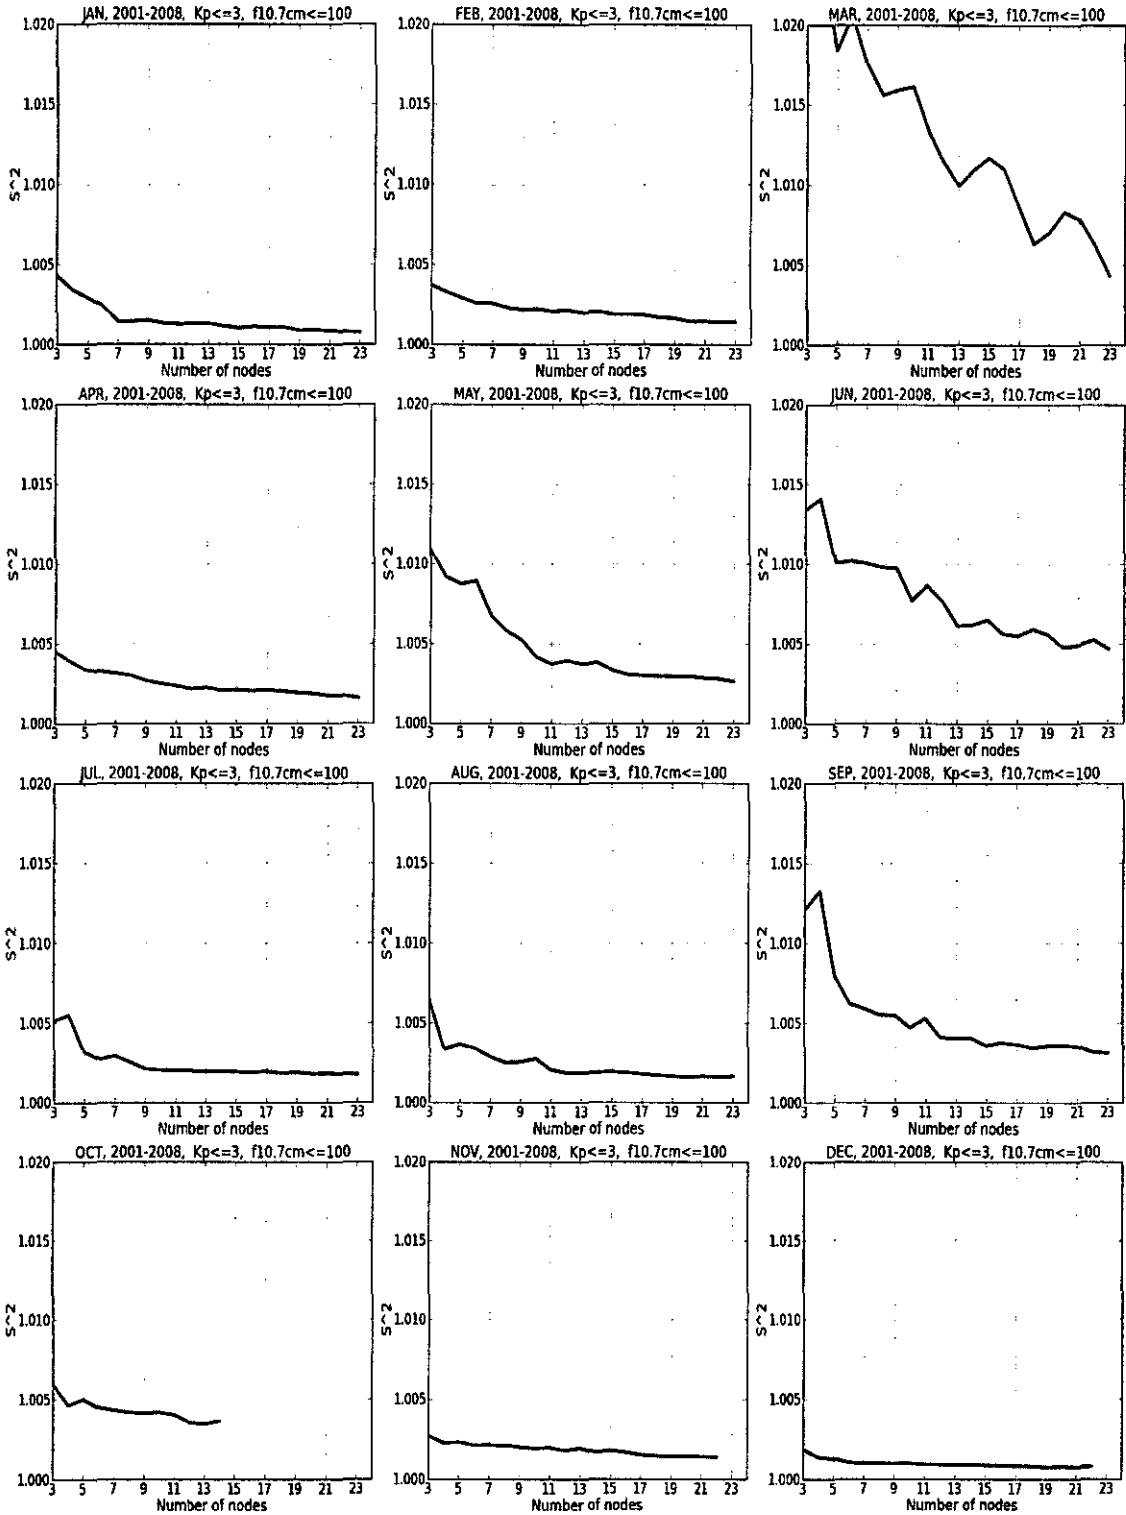 JAN, 2001-2008, Kp<=3, f10.7cm<=100
1.020
1.015
1.010
1.005
1.000
S^2
3 5 7 9 11 13 15 17 19 21 23
Number of nodes
FEB, 2001-2008, Kp<=3, f10.7cm<=100
1.020
1.015
1.010
1.005
1.000
S^2
3 5 7 9 11 13 15 17 19 21 23
Number of nodes
MAR, 2001-2008, Kp<=3, f10.7cm<=100
1.020
1.015
1.010
1.005
1.000
S^2
3 5 7 9 11 13 15 17 19 21 23
Number of nodes
APR, 2001-2008, Kp<=3, f10.7cm<=100
1.020
1.015
1.010
1.005
1.000
S^2
3 5 7 9 11 13 15 17 19 21 23
Number of nodes
MAY, 2001-2008, Kp<=3, f10.7cm<=100
1.020
1.015
1.010
1.005
1.000
S^2
3 5 7 9 11 13 15 17 19 21 23
Number of nodes
JUN, 2001-2008, Kp<=3, f10.7cm<=100
1.020
1.015
1.010
1.005
1.000
S^2
3 5 7 9 11 13 15 17 19 21 23
Number of nodes
JUL, 2001-2008, Kp<=3, f10.7cm<=100
1.020
1.015
1.010
1.005
1.000
S^2
3 5 7 9 11 13 15 17 19 21 23
Number of nodes
AUG, 2001-2008, Kp<=3, f10.7cm<=100
1.020
1.015
1.010
1.005
1.000
S^2
3 5 7 9 11 13 15 17 19 21 23
Number of nodes
SEP, 2001-2008, Kp<=3, f10.7cm<=100
1.020
1.015
1.010
1.005
1.000
S^2
3 5 7 9 11 13 15 17 19 21 23
Number of nodes
OCT, 2001-2008, Kp<=3, f10.7cm<=100
1.020
1.015
1.010
1.005
1.000
S^2
3 5 7 9 11 13 15 17 19 21 23
Number of nodes
NOV, 2001-2008, Kp<=3, f10.7cm<=100
1.020
1.015
1.010
1.005
1.000
S^2
3 5 7 9 11 13 15 17 19 21 23
Number of nodes
DEC, 2001-2008, Kp<=3, f10.7cm<=100
1.020
1.015
1.010
1.005
1.000
S^2
3 5 7 9 11 13 15 17 19 21 23
Number of nodes